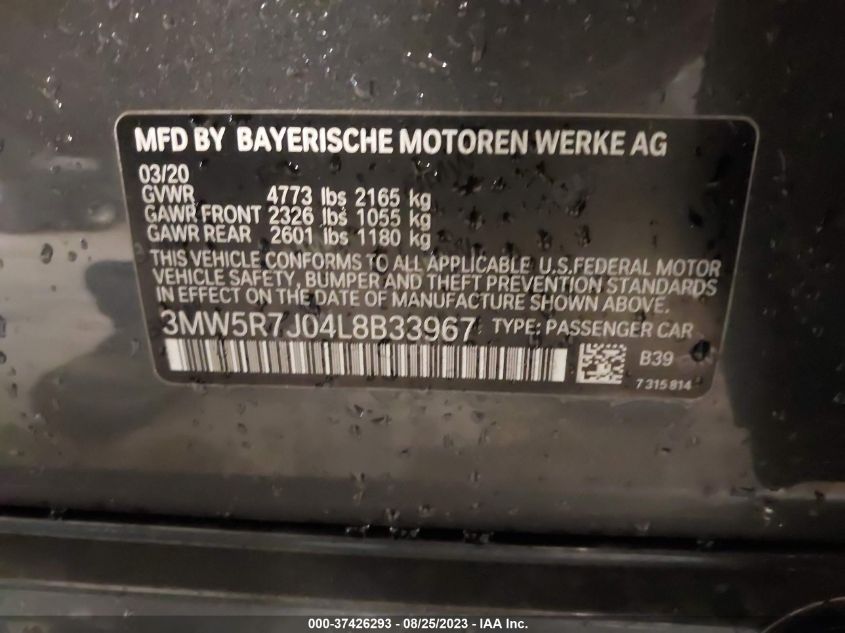 MFD BY BAYERISCHE MOTOREN WERKE AG
03/20
GVWR 4773 lbs 2165 kg
GAWR FRONT 2326 lbs 1055 kg
GAWR REAR 2601 lbs 1180 kg
THIS VEHICLE CONFORMS TO ALL APPLICABLE U.S.FEDERAL MOTOR
VEHICLE SAFETY, BUMPER AND THEFT PREVENTION STANDARDS
IN EFFECT ON THE DATE OF MANUFACTURE SHOWN ABOVE.
3MW5R7J04L8B33967 TYPE: PASSENGER CAR
B39
7 315 814
000-37426293 - 08/25/2023 - IAA Inc.